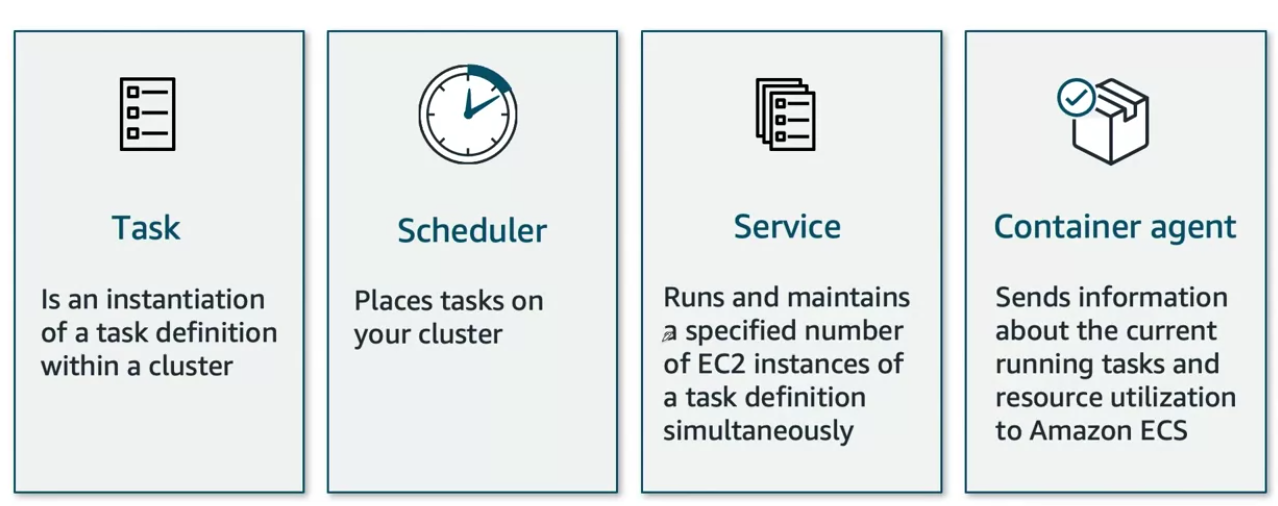 Task
Is an instantiation
of a task definition
within a cluster
Scheduler
Places tasks on
your cluster
Service
Runs and maintains
a specified number
of EC2 instances of
a task definition
simultaneously
Container agent
Sends information
about the current
running tasks and
resource utilization
to Amazon ECS